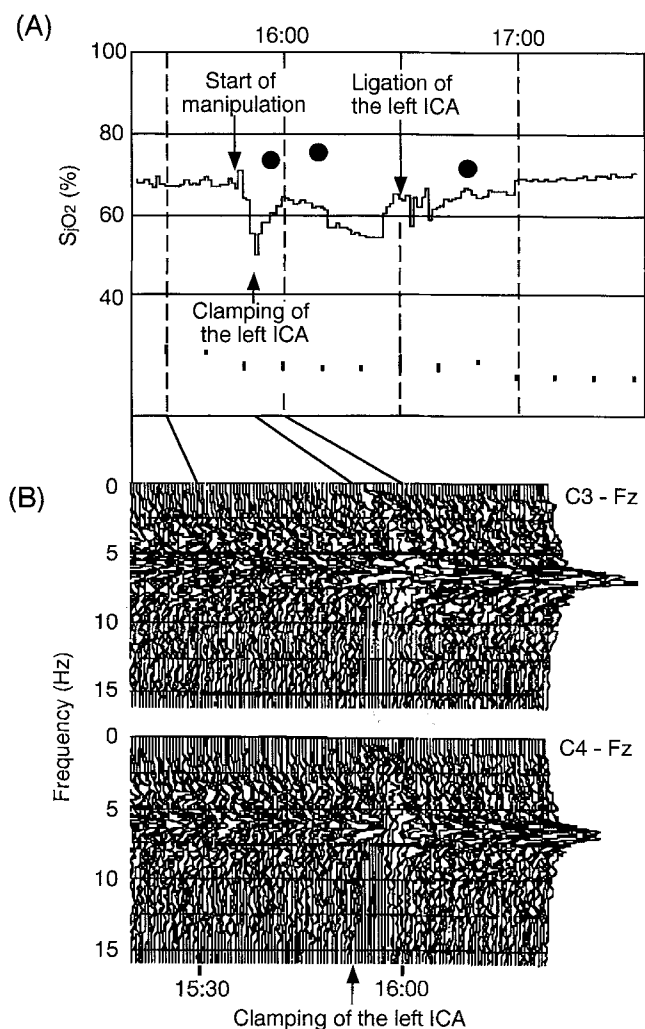 (A)
16:00 17:00
100
Start of manipulation
Ligation of the left ICA
80
60
40
SjO2 (%)
Clamping of the left ICA
(B)
0
C3 - Fz
5
10
15
Frequency (Hz)
0
C4 - Fz
5
10
15
15:30 16:00
Clamping of the left ICA